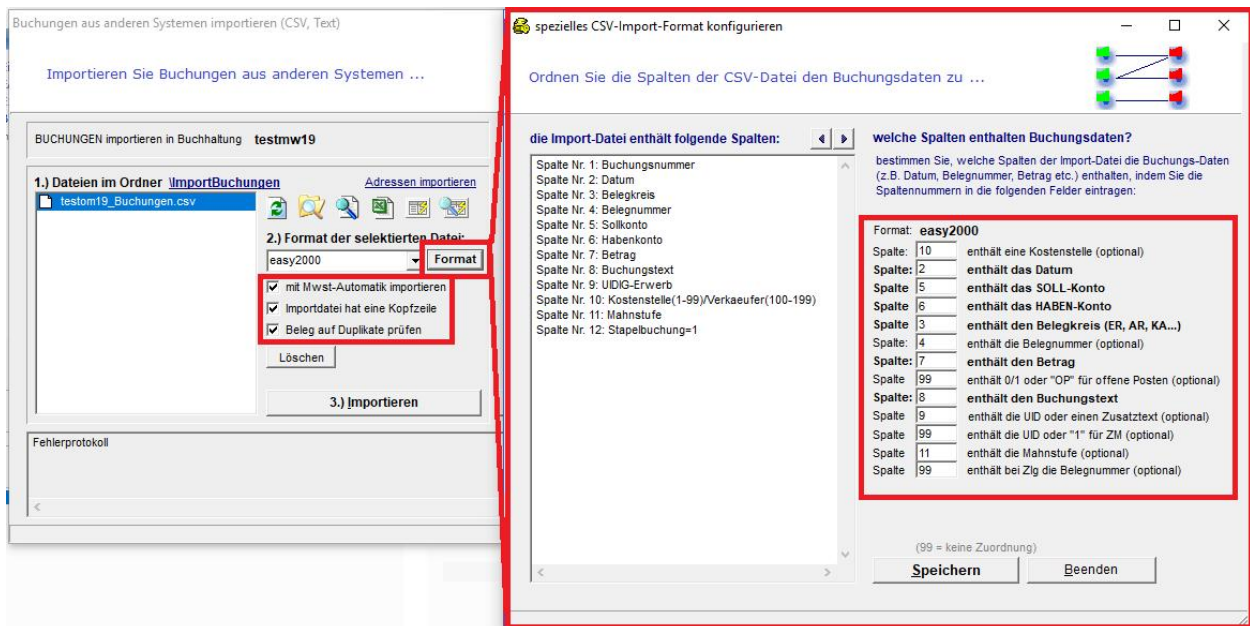 Buchungen aus anderen Systemen importieren (CSV, Text)
Importieren Sie Buchungen aus anderen Systemen ...
BUCHUNGEN importieren in Buchhaltung testmw19
1.) Dateien im Ordner \ImportBuchungen
Adressen importieren
testom19_Buchungen.csv
2.) Format der selektierten Datei:
easy2000
Format
mit Mwst-Automatik importieren
Importdatei hat eine Kopfzeile
Beleg auf Duplikate prüfen
Löschen
3.) Importieren
Fehlerprotokoll
spezielles CSV-Import-Format konfigurieren
Ordnen Sie die Spalten der CSV-Datei den Buchungsdaten zu ...
die Import-Datei enthält folgende Spalten:
Spalte Nr. 1: Buchungsnummer
Spalte Nr. 2: Datum
Spalte Nr. 3: Belegkreis
Spalte Nr. 4: Belegnummer
Spalte Nr. 5: Sollkonto
Spalte Nr. 6: Habenkonto
Spalte Nr. 7: Betrag
Spalte Nr. 8: Buchungstext
Spalte Nr. 9: UIDIG-Erwerb
Spalte Nr. 10: Kostenstelle(1-99)/Verkaeufer(100-199)
Spalte Nr. 11: Mahnstufe
Spalte Nr. 12: Stapelbuchung=1
welche Spalten enthalten Buchungsdaten?
bestimmen Sie, welche Spalten der Import-Datei die Buchungs-Daten
(z.B. Datum, Belegnummer, Betrag etc.) enthalten, indem Sie die
Spaltennummern in die folgenden Felder eintragen:
Format: easy2000
Spalte: 10 enthält eine Kostenstelle (optional)
Spalte: 2 enthält das Datum
Spalte 5 enthält das SOLL-Konto
Spalte 6 enthält das HABEN-Konto
Spalte 3 enthält den Belegkreis (ER, AR, KA...)
Spalte: 4 enthält die Belegnummer (optional)
Spalte: 7 enthält den Betrag
Spalte 99 enthält 0/1 oder "OP" für offene Posten (optional)
Spalte: 8 enthält den Buchungstext
Spalte 9 enthält die UID oder einen Zusatztext (optional)
Spalte 99 enthält die UID oder "1" für ZM (optional)
Spalte 11 enthält die Mahnstufe (optional)
Spalte 99 enthält bei Zlg die Belegnummer (optional)
(99 = keine Zuordnung)
Speichern
Beenden